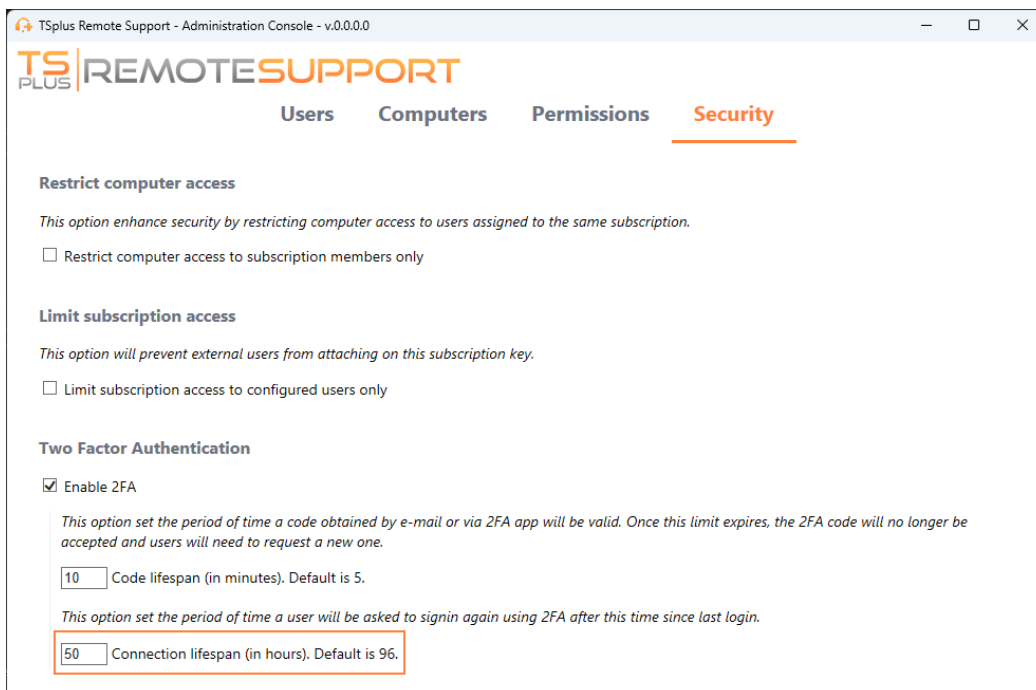 TSplus Remote Support - Administration Console - v.0.0.0.0
TS PLUS REMOTESUPPORT
Users Computers Permissions Security
Restrict computer access
This option enhance security by restricting computer access to users assigned to the same subscription.
Restrict computer access to subscription members only
Limit subscription access
This option will prevent external users from attaching on this subscription key.
Limit subscription access to configured users only
Two Factor Authentication
Enable 2FA
This option set the period of time a code obtained by e-mail or via 2FA app will be valid. Once this limit expires, the 2FA code will no longer be
accepted and users will need to request a new one.
10 Code lifespan (in minutes). Default is 5.
This option set the period of time a user will be asked to signin again using 2FA after this time since last login.
50 Connection lifespan (in hours). Default is 96.